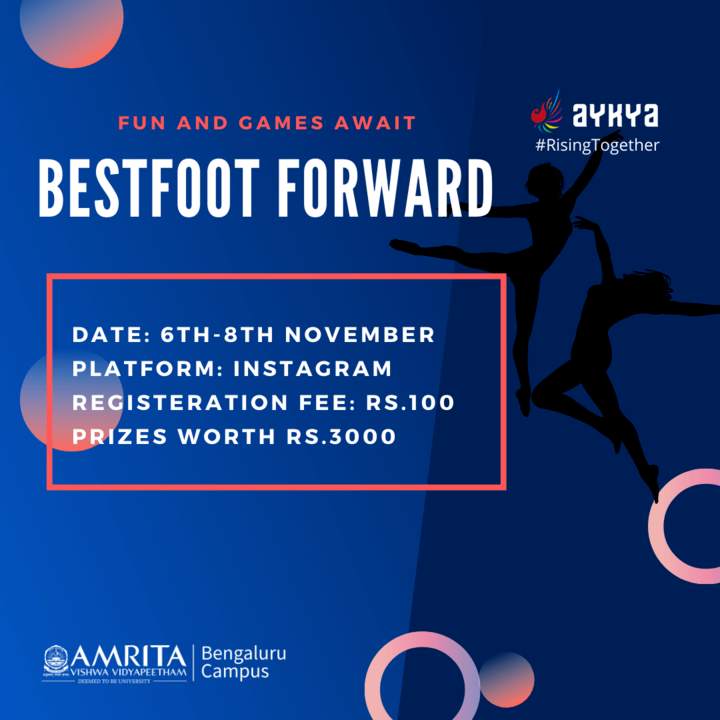 FUN AND GAMES AWAIT
AYKYA
#RisingTogether
BESTFOOT FORWARD
DATE: 6TH-8TH NOVEMBER
PLATFORM: INSTAGRAM
REGISTERATION FEE: RS.100
PRIZES WORTH RS.3000
AMRITA
VISHWA VIDYAPEETHAM
DEEMED TO BE UNIVERSITY
Bengaluru
Campus